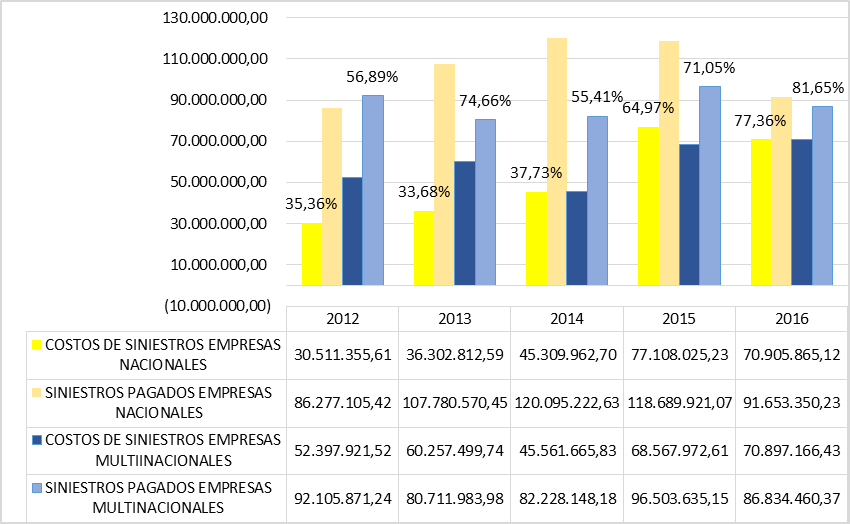 130.000.000,00
110.000.000,00
90.000.000,00
70.000.000,00
50.000.000,00
30.000.000,00
10.000.000,00
(10.000.000,00)
35,36%
56,89%
33,68%
74,66%
37,73%
55,41%
64,97%
71,05%
77,36%
81,65%
2012 2013 2014 2015 2016
COSTOS DE SINIESTROS EMPRESAS
NACIONALES
30.511.355,61 36.302.812,59 45.309.962,70 77.108.025,23 70.905.865,12
SINIESTROS PAGADOS EMPRESAS
NACIONALES
86.277.105,42 107.780.570,45 120.095.222,63 118.689.921,07 91.653.350,23
COSTOS DE SINIESTROS EMPRESAS
MULTIINACIONALES
52.397.921,52 60.257.499,74 45.561.665,83 68.567.972,61 70.897.166,43
SINIESTROS PAGADOS EMPRESAS
MULTINACIONALES
92.105.871,24 80.711.983,98 82.228.148,18 96.503.635,15 86.834.460,37